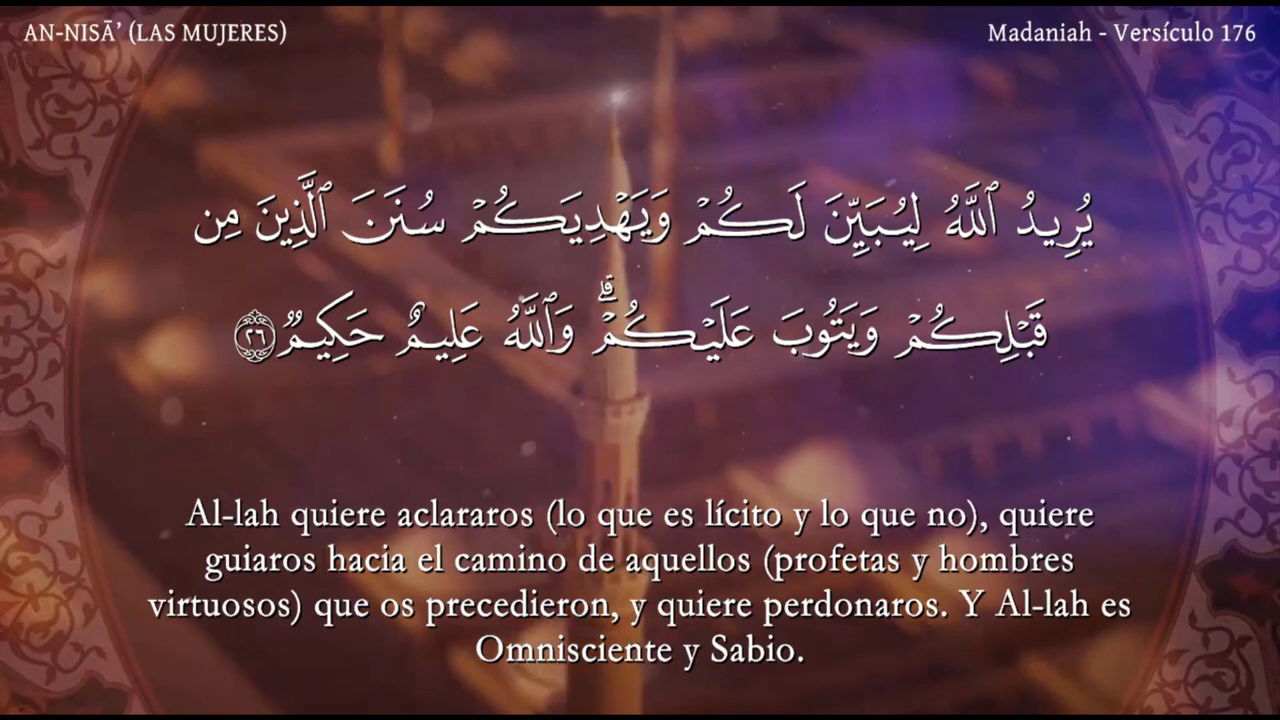 AN-NISĀ’ (LAS MUJERES)
Madaniah - Versículo 176
يُرِيدُ ٱللَّهُ لِيُبَيِّنَ لَكُمْ وَيَهْدِيَكُمْ سُنَنَ ٱلَّذِينَ مِن
قَبْلِكُمْ وَيَتُوبَ عَلَيْكُمْ ۗ وَٱللَّهُ عَلِيمٌ حَكِيمٌ ٢٦
Al-lah quiere aclararos (lo que es lícito y lo que no), quiere
guiaros hacia el camino de aquellos (profetas y hombres
virtuosos) que os precedieron, y quiere perdonaros. Y Al-lah es
Omnisciente y Sabio.